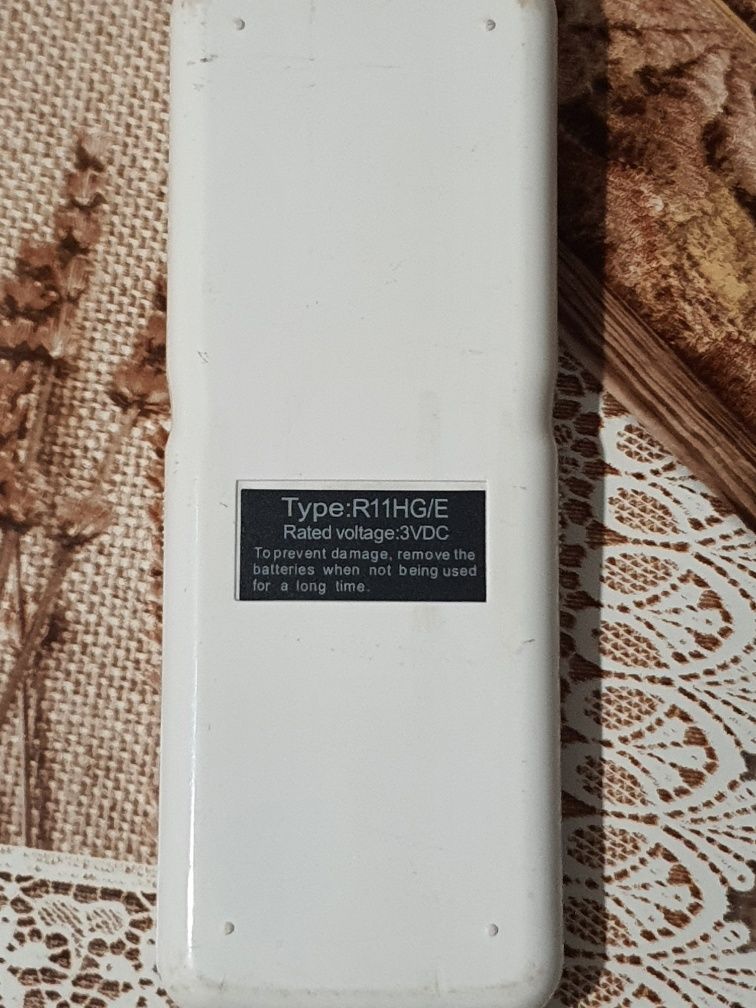 Type:R11HG/E
Rated voltage:3VDC
To prevent damage, remove the
batteries when not being used
for a long time.